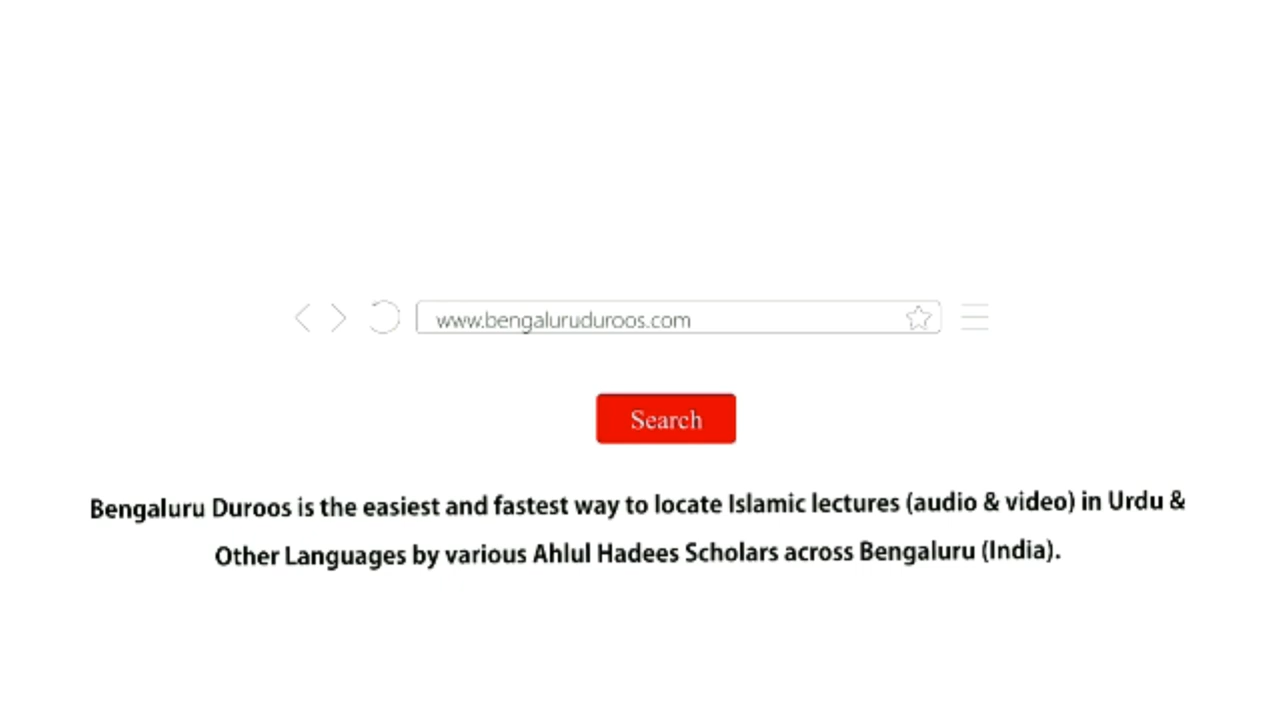 www.bengaluruduroos.com
Search
Bengaluru Duroos is the easiest and fastest way to locate Islamic lectures (audio & video) in Urdu &
Other Languages by various Ahlul Hadees Scholars across Bengaluru (India).